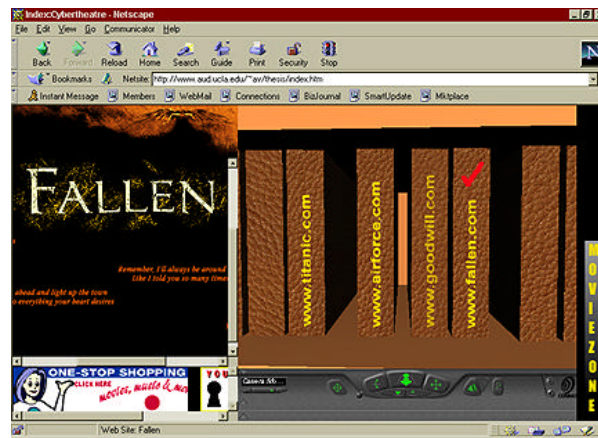 Index:Cybertheatre - Netscape
File Edit View Go Communicator Help
Back Forward Reload Home Search Guide Print Security Stop
Bookmarks Netsite: http://www.aud.ucla.edu/~av/thesis/index.htm
Instant Message Members WebMail Connections BizJournal SmartUpdate Mktplace
FALLEN
Remember, I'll always be around
Like I told you so many times
ahead and light up the town
everything your heart desires
www.titanic.com
www.airforce.com
www.goodwill.com
www.fallen.com
MOVIEZONE
ONE-STOP SHOPPING
CLICK HERE
movies, music &
YOU
Web Site: Fallen